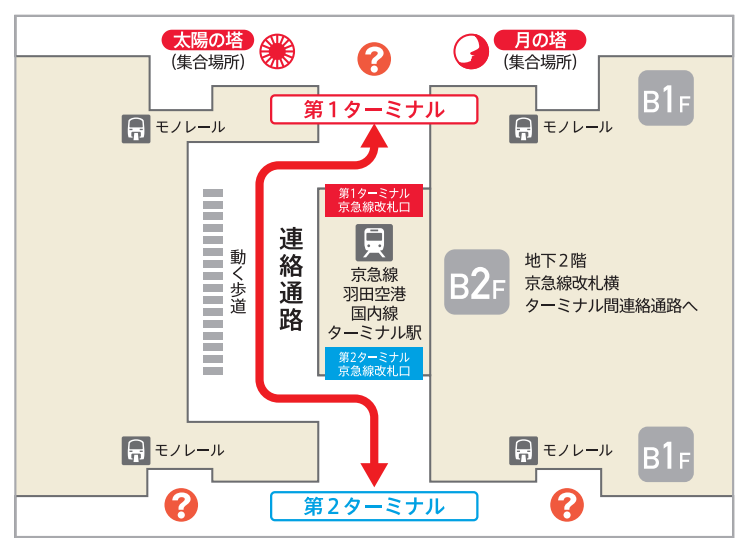 太陽の塔
(集合場所)
?
月の塔
(集合場所)
B1F
第1ターミナル
モノレール
モノレール
第1ターミナル
京急線改札口
連絡通路
動く歩道
京急線
羽田空港
国内線
ターミナル駅
B2F
地下2階
京急線改札横
ターミナル間連絡通路へ
第2ターミナル
京急線改札口
モノレール
モノレール
B1F
?
第2ターミナル
?